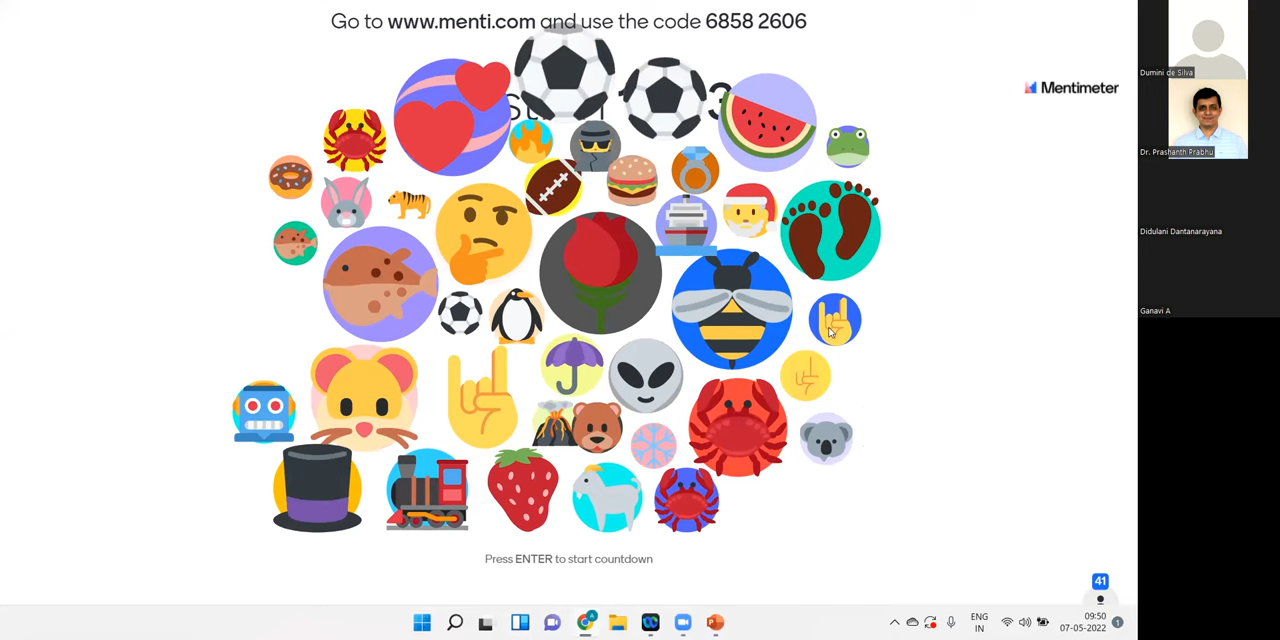 Go to www.menti.com and use the code 6858 2606
Mentimeter
Dumini de Silva
Dr. Prashanth Prabhu
Didulani Dantanarayana
Ganavi A
Press ENTER to start countdown
41
ENG
IN
09:50
07-05-2022
1